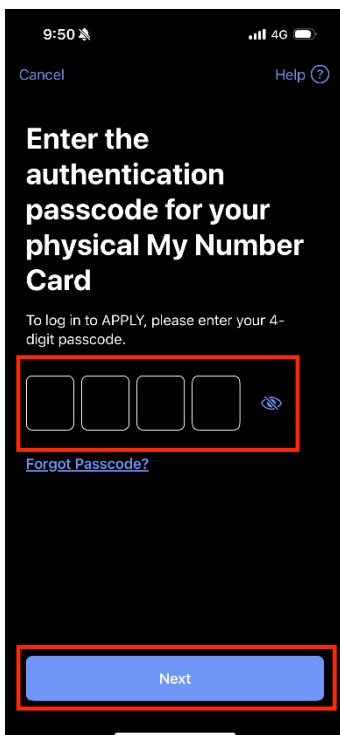 9:50
4G
Cancel
Help ?
Enter the
authentication
passcode for your
physical My Number
Card
To log in to APPLY, please enter your 4-
digit passcode.
Forgot Passcode?
Next